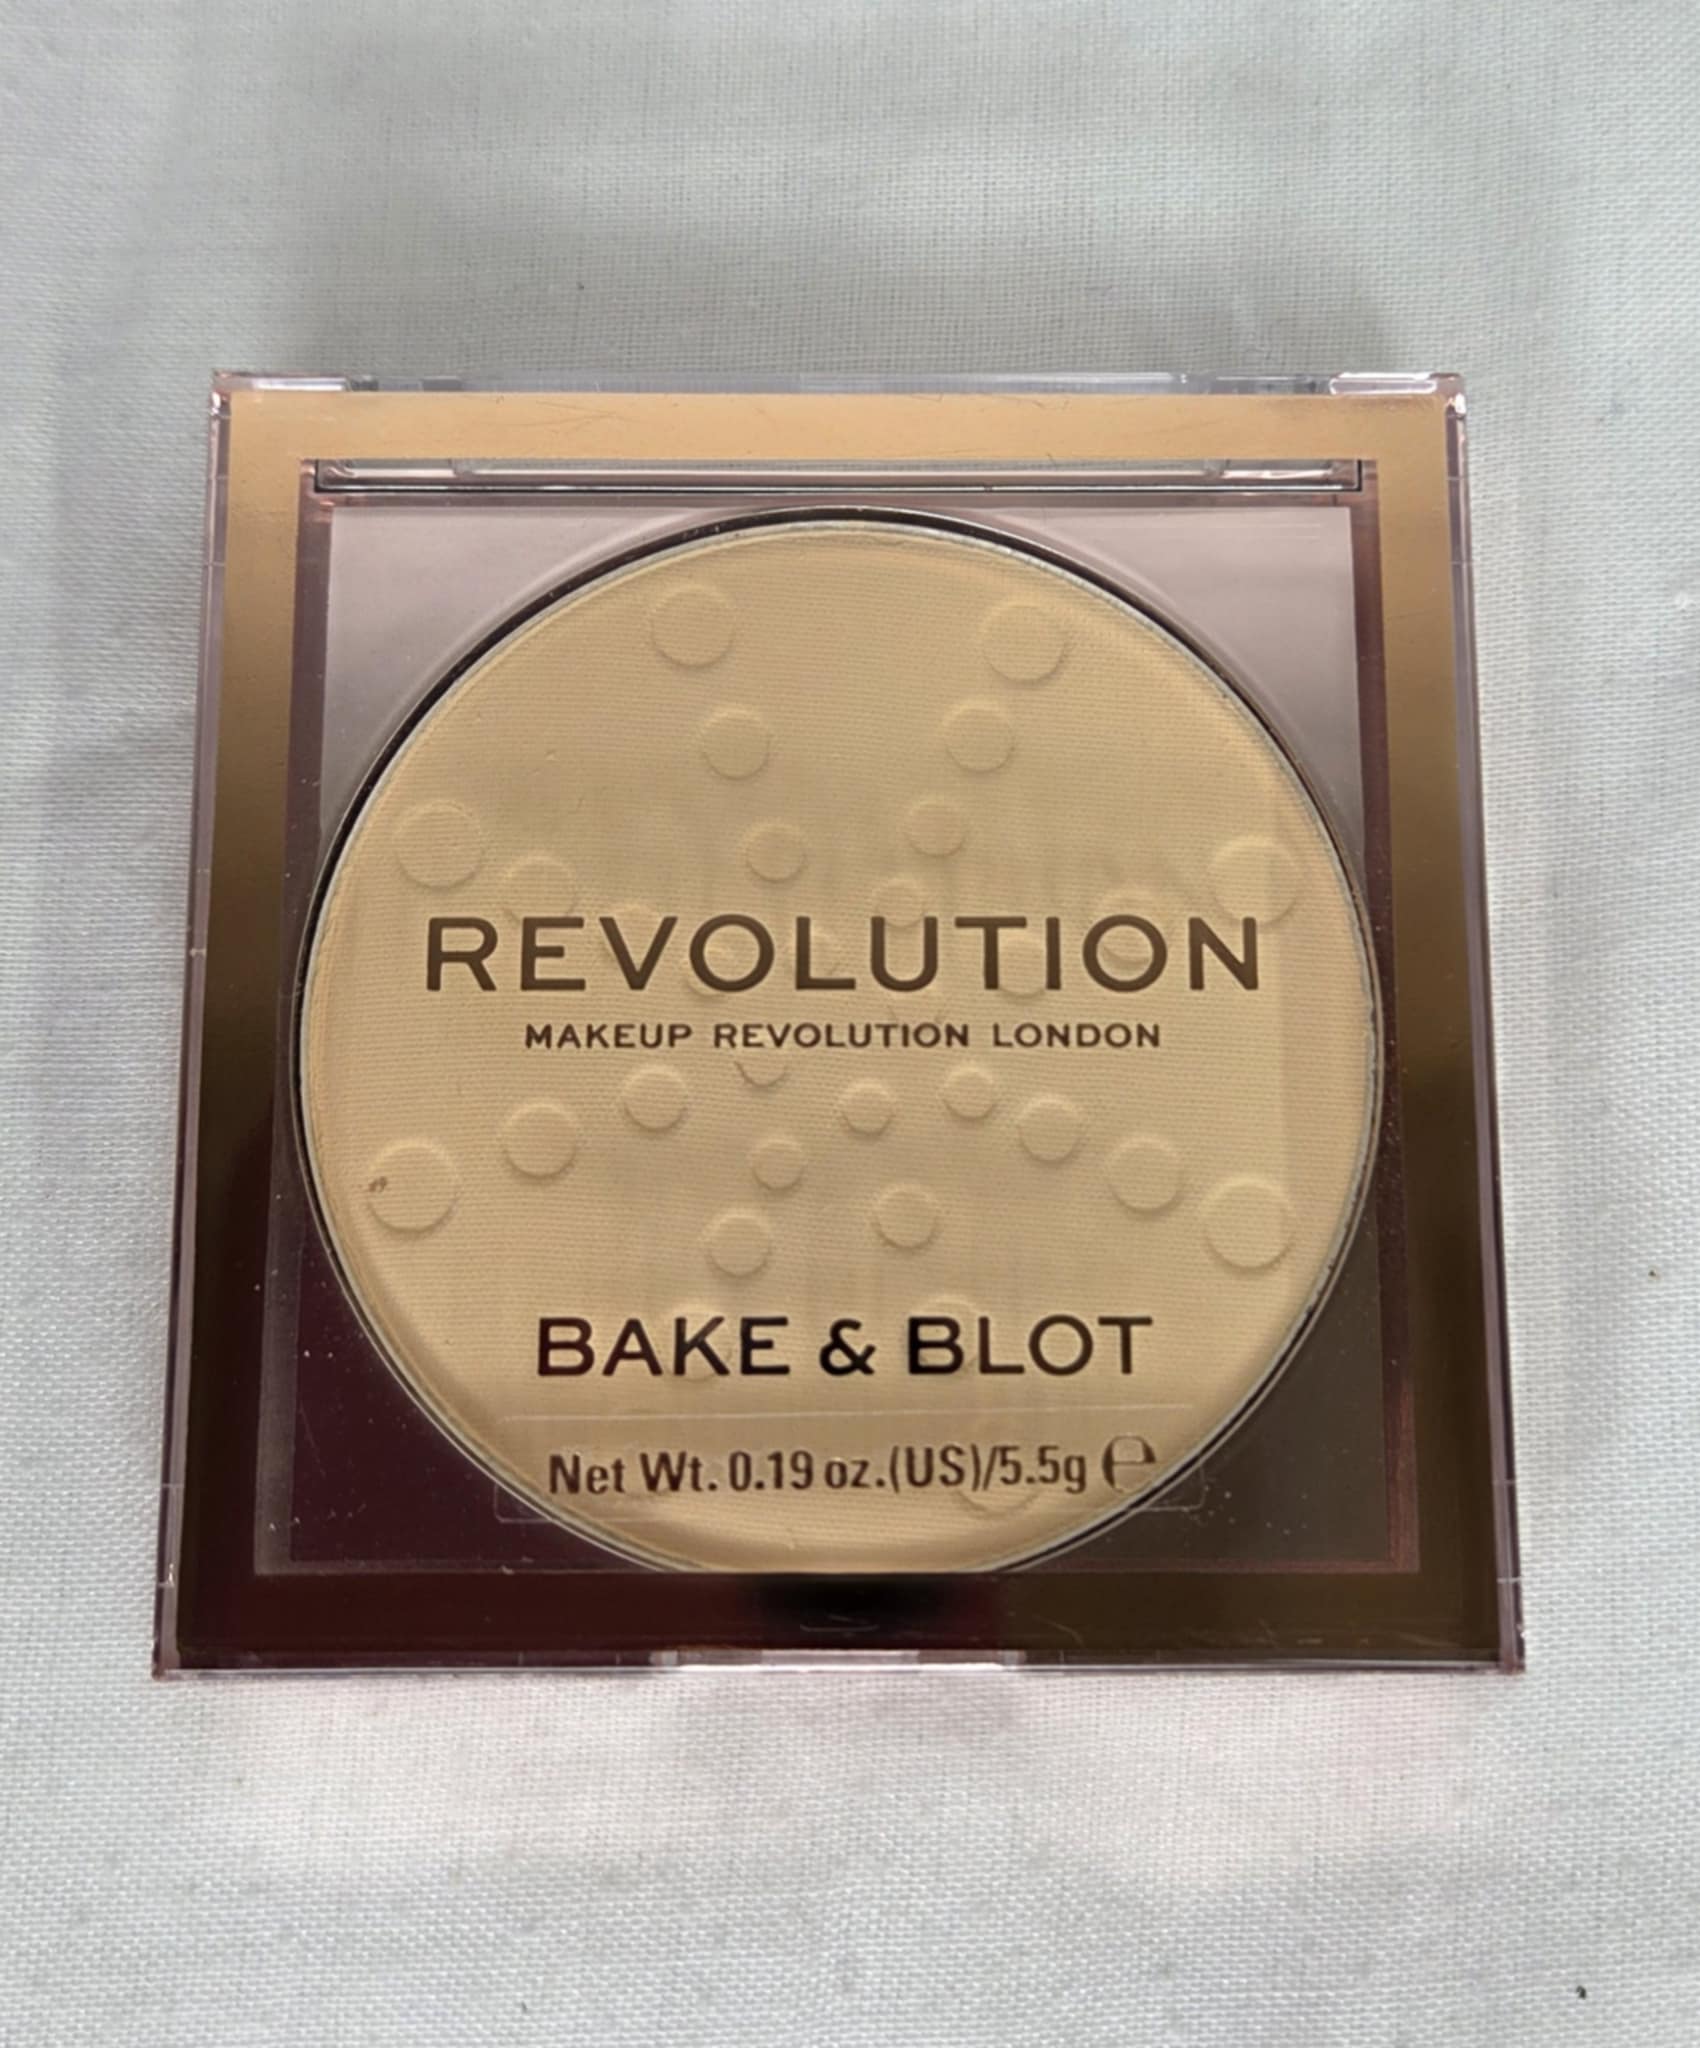 REVOLUTION
MAKEUP REVOLUTION LONDON
BAKE & BLOT
Net Wt. 0.19 oz.(US)/5.5g ℮